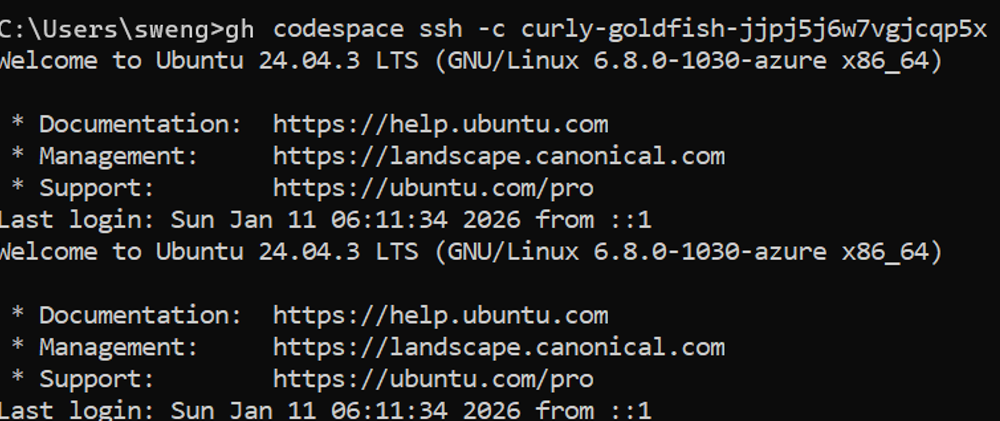 C:\Users\sweng>gh codespace ssh -c curly-goldfish-jjpj5j6w7vgjcqp5x
Welcome to Ubuntu 24.04.3 LTS (GNU/Linux 6.8.0-1030-azure x86_64)
* Documentation: https://help.ubuntu.com
* Management: https://landscape.canonical.com
* Support: https://ubuntu.com/pro
Last login: Sun Jan 11 06:11:34 2026 from ::1
Welcome to Ubuntu 24.04.3 LTS (GNU/Linux 6.8.0-1030-azure x86_64)
* Documentation: https://help.ubuntu.com
* Management: https://landscape.canonical.com
* Support: https://ubuntu.com/pro
Last login: Sun Jan 11 06:11:34 2026 from ::1